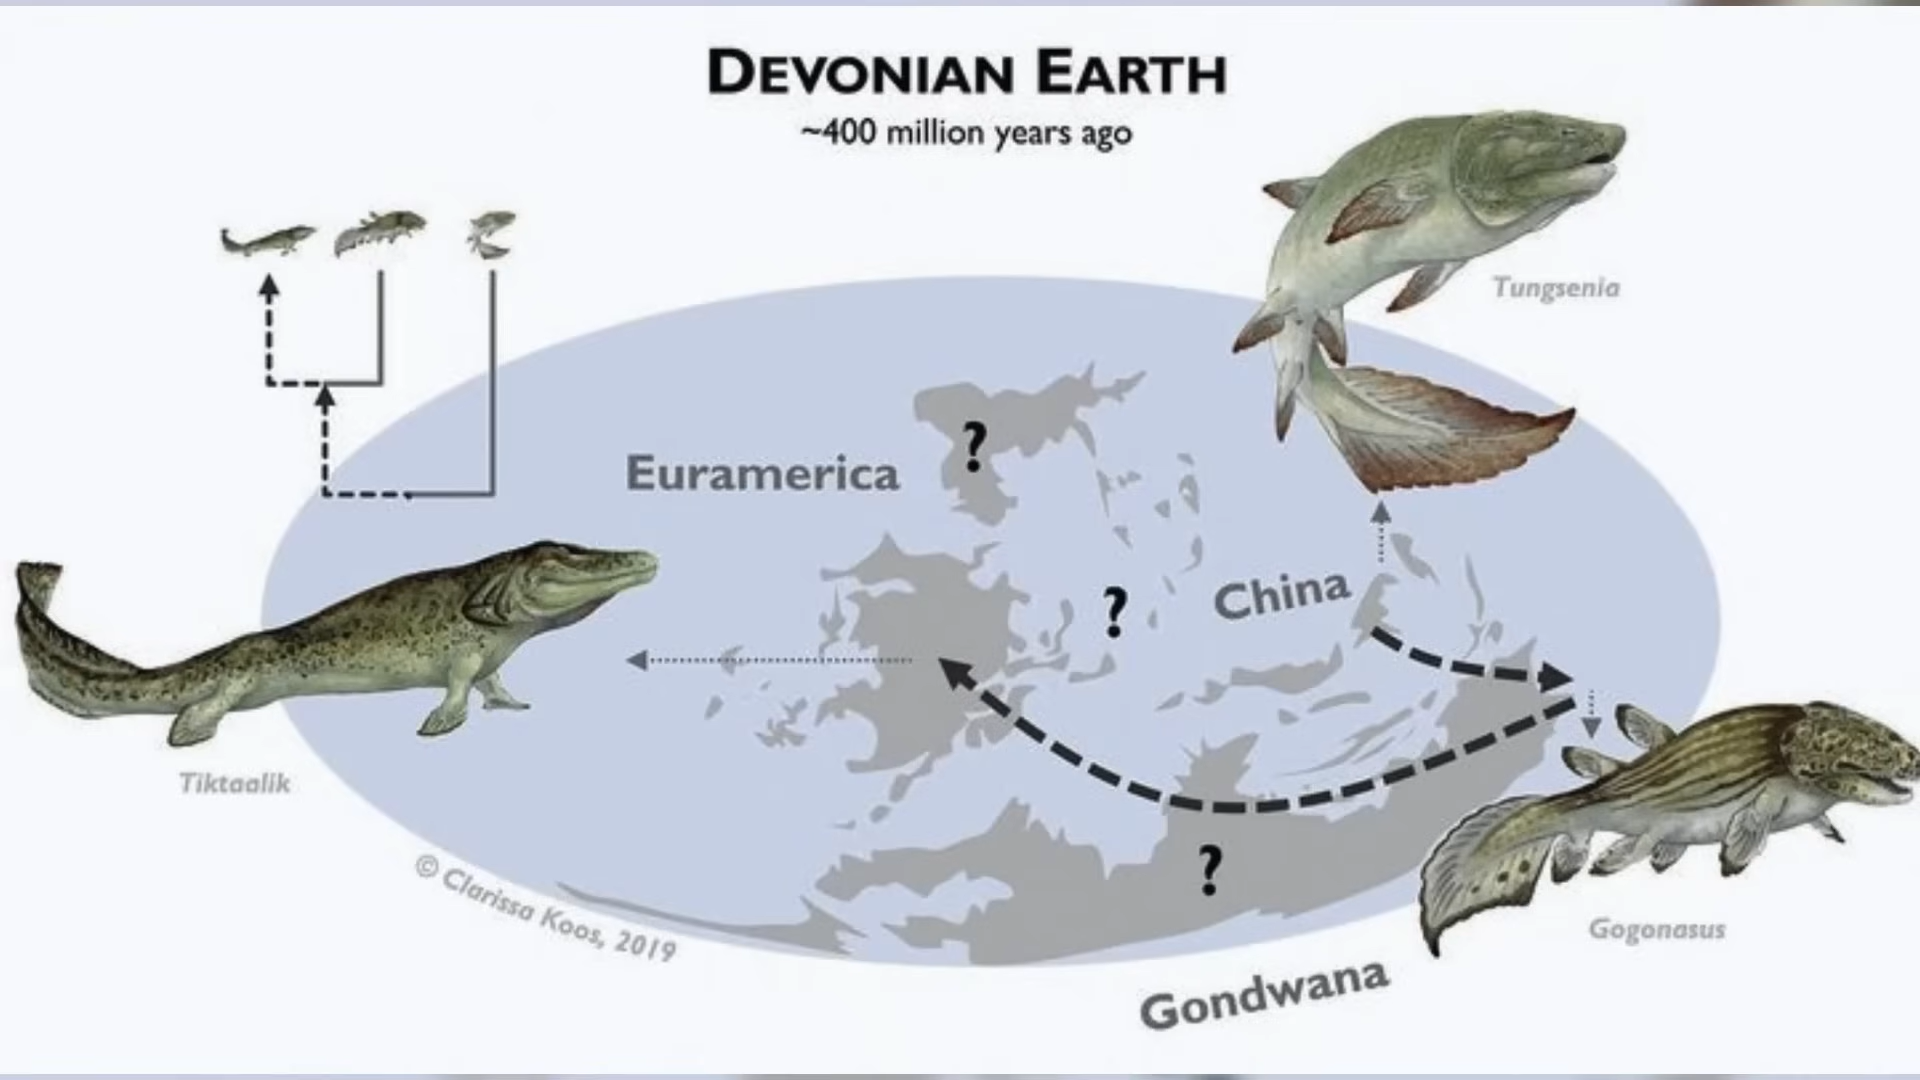 DEVONIAN EARTH
~400 million years ago
Tungsenia
?
Euramerica
China
?
Tiktaalik
?
© Clarissa Koos, 2019
Gogonasus
Gondwana